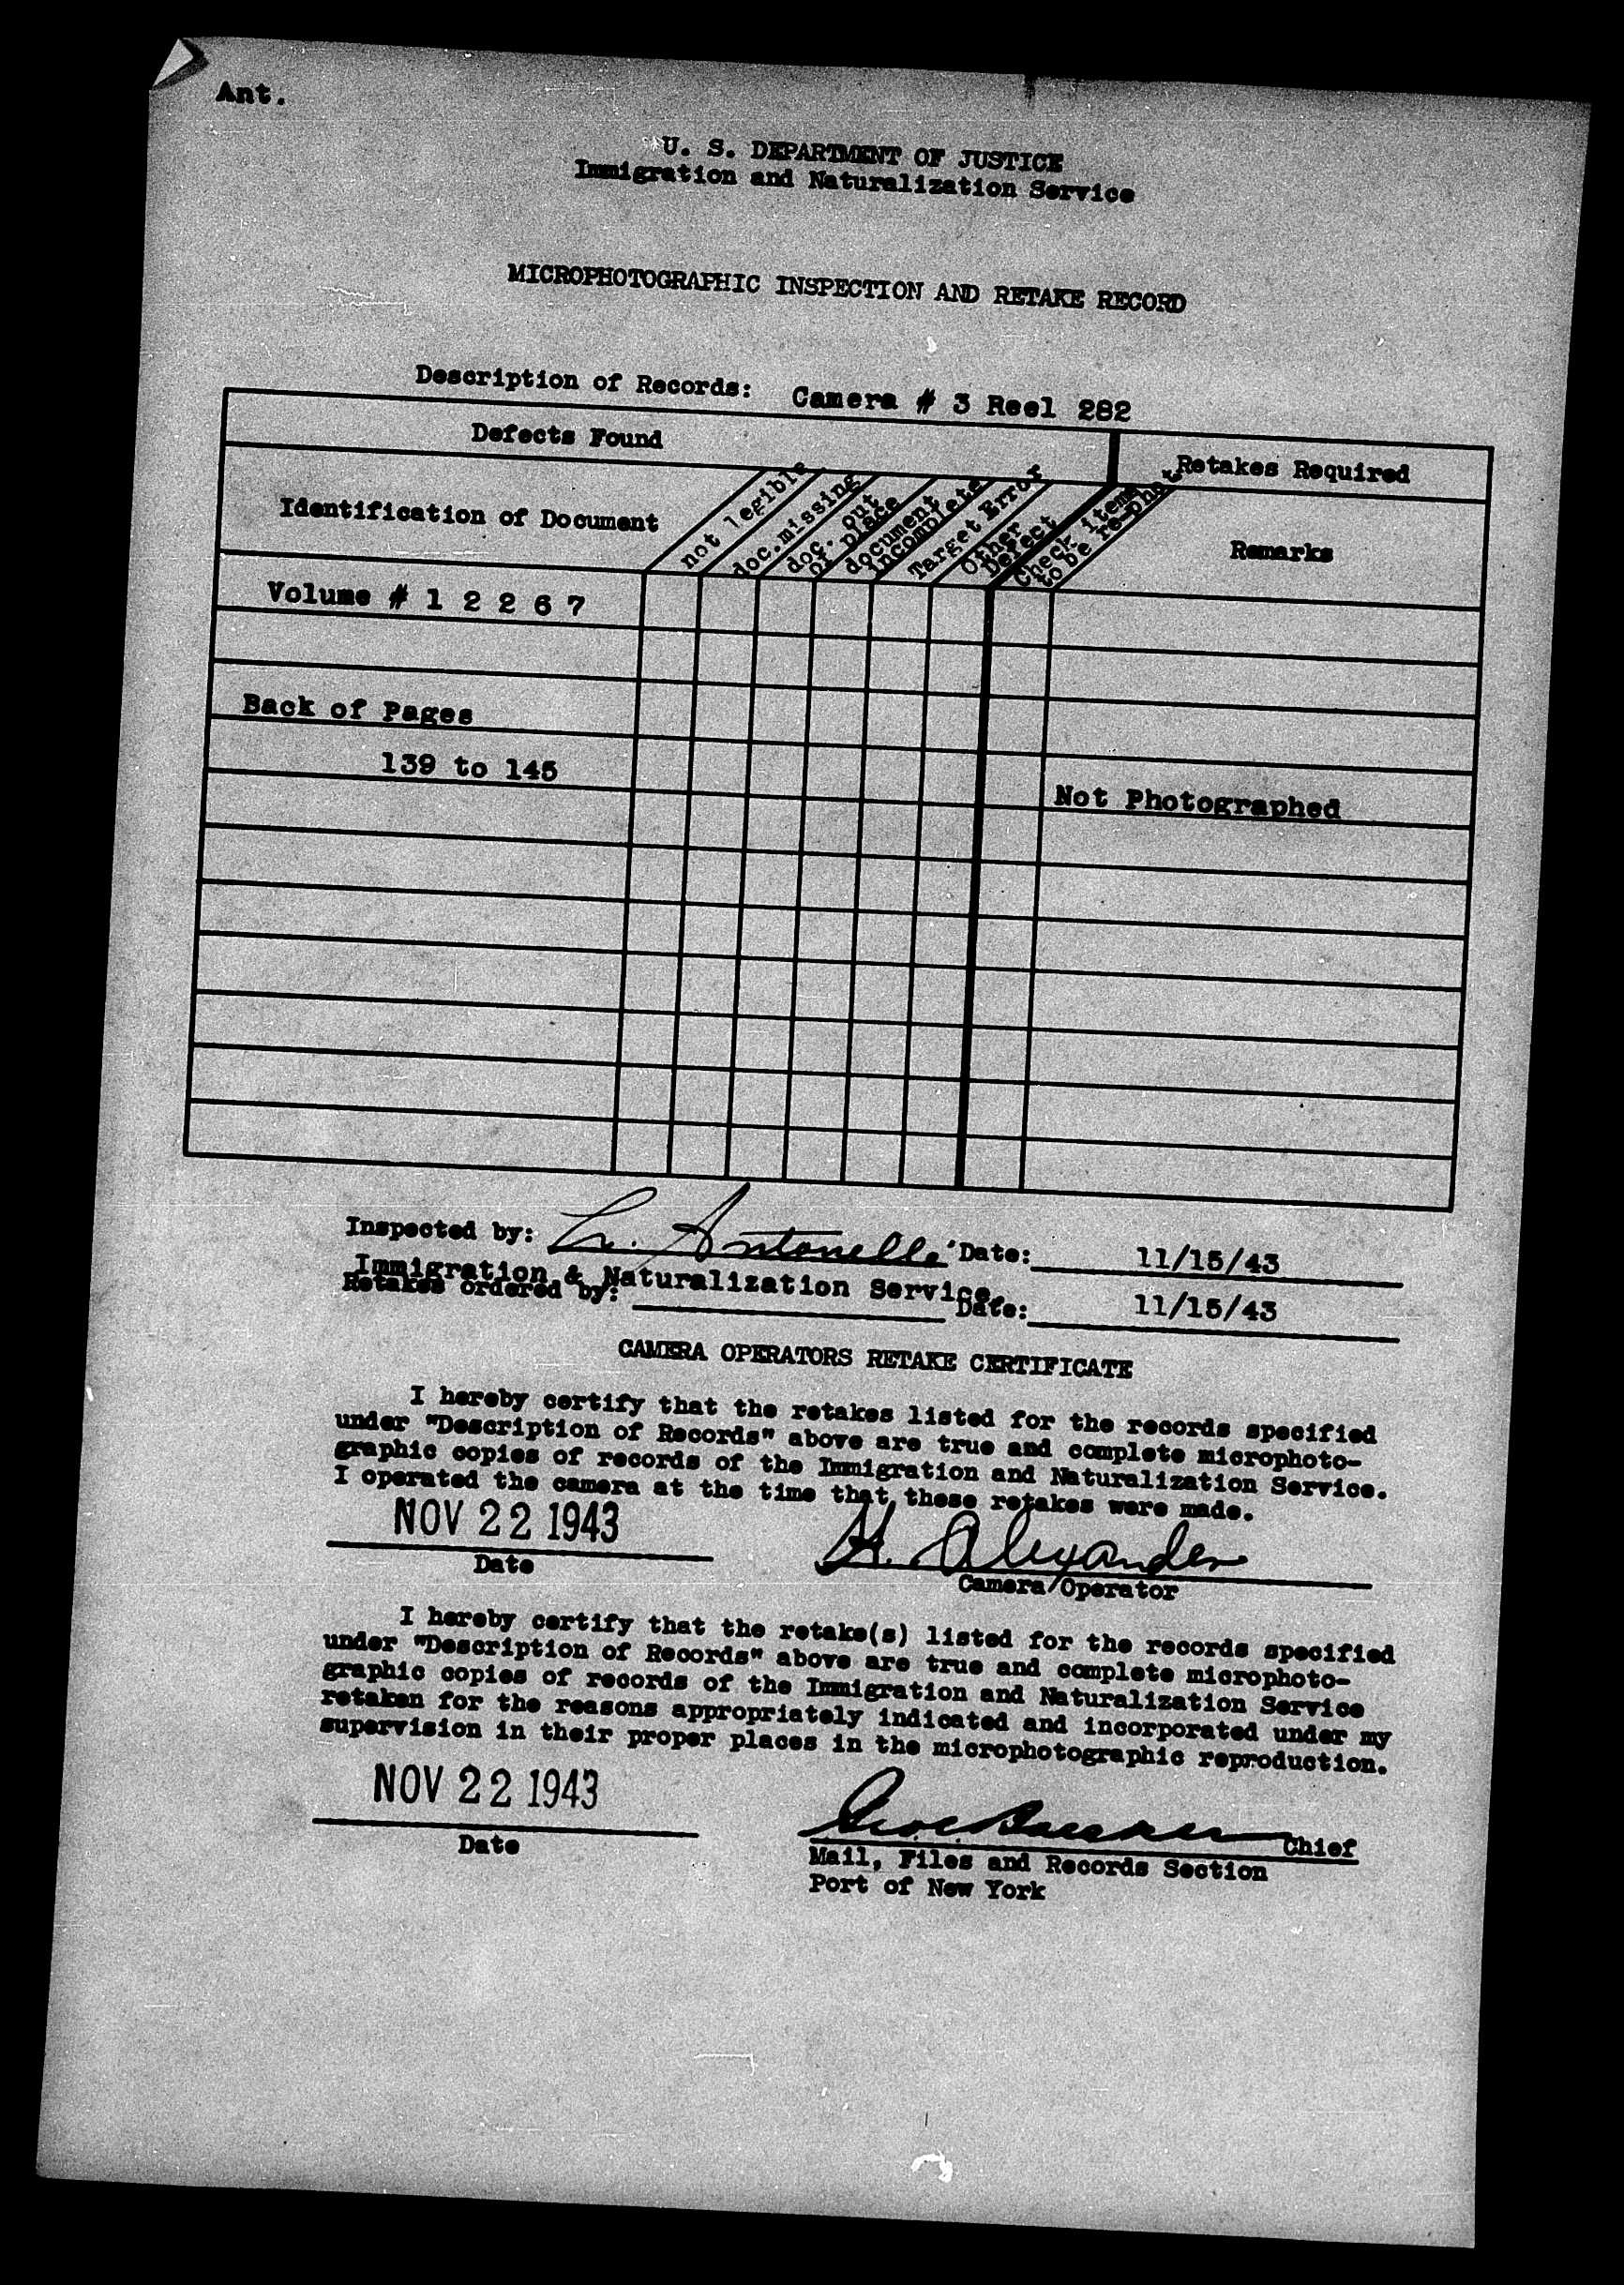 Ant.
U. S. DEPARTMENT OF JUSTICE
Immigration and Naturalization Service
MICROPHOTOGRAPHIC INSPECTION AND RETAKE RECORD
Description of Records: Camera # 3 Reel 282
Defects Found
Retakes Required
Identification of Document
not legible
doc.missing
doc. out
of place
document
incomplete
Target Error
Other
Defect
Check items
to be re-phot
Remarks
Volume # 1 2 2 6 7
Back of Pages
139 to 145
Not Photographed
Inspected by: L. Antonelle Date: 11/15/43
Immigration & Naturalization Service
Retakes ordered by: Date: 11/15/43
CAMERA OPERATORS RETAKE CERTIFICATE
I hereby certify that the retakes listed for the records specified
under "Description of Records" above are true and complete microphoto-
graphic copies of records of the Immigration and Naturalization Service.
I operated the camera at the time that these retakes were made.
NOV 22 1943 H. Alexander
Date Camera Operator
I hereby certify that the retake(s) listed for the records specified
under "Description of Records" above are true and complete microphoto-
graphic copies of records of the Immigration and Naturalization Service
retaken for the reasons appropriately indicated and incorporated under my
supervision in their proper places in the microphotographic reproduction.
NOV 22 1943
Chief
Date
Mail, Files and Records Section
Port of New York